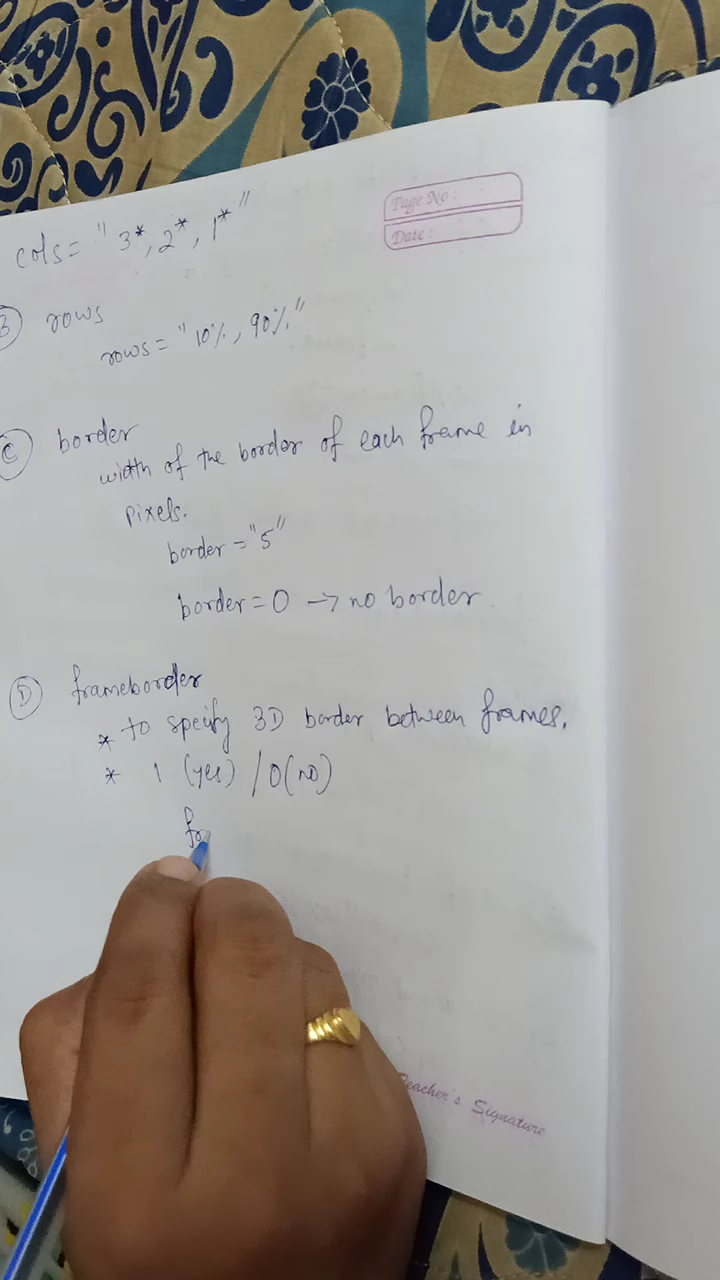 Page No :
Date :
cols = "3*, 2*, 1*"
B rows
rows = "10%, 90%"
C border
width of the border of each frame in
pixels.
border = "5"
border = 0 → no border
D frameborder
* to specify 3D border between frames.
* 1 (yes) / 0 (no)
fr
Teacher's Signature